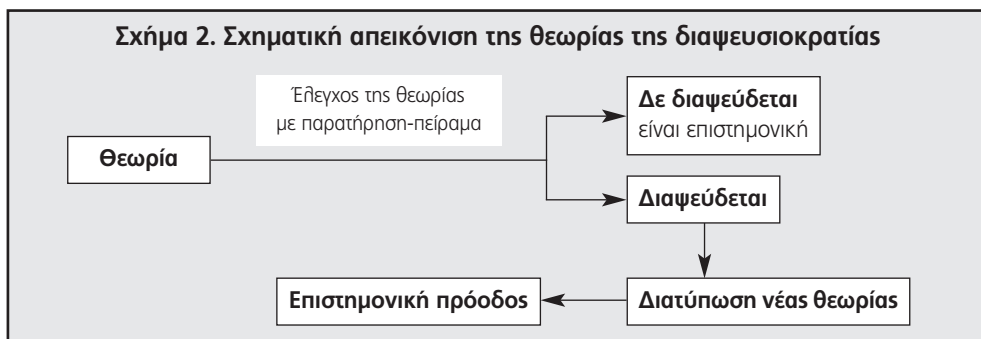 Σχήμα 2. Σχηματική απεικόνιση της θεωρίας της διαψευσιοκρατίας
Έλεγχος της θεωρίας
με παρατήρηση-πείραμα
Δε διαψεύδεται
είναι επιστημονική
Θεωρία
Διαψεύδεται
Επιστημονική πρόοδος
Διατύπωση νέας θεωρίας